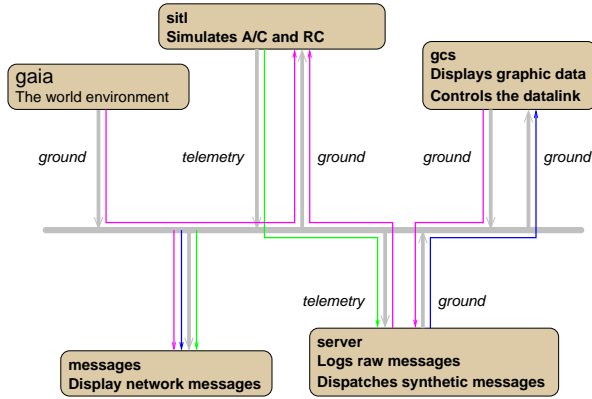 sitl
Simulates A/C and RC
gaia
The world environment
gcs
Displays graphic data
Controls the datalink
ground
telemetry
ground
ground
ground
telemetry
ground
messages
Display network messages
server
Logs raw messages
Dispatches synthetic messages